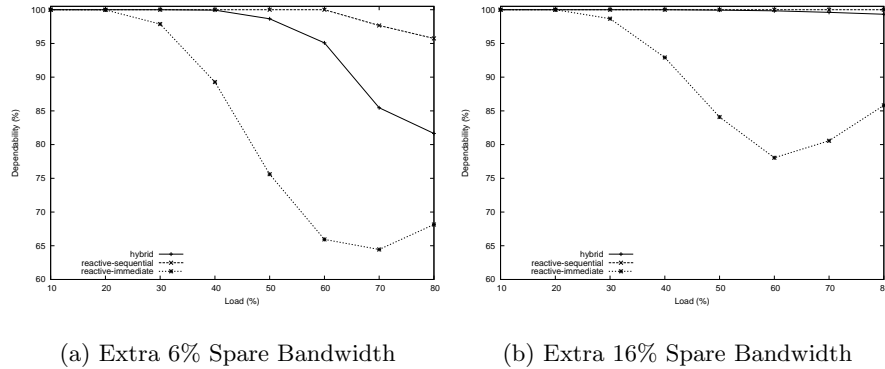 100
95
90
85
80
75
70
65
60
Dependability (%)
hybrid
reactive-sequential
reactive-immediate
10 20 30 40 50 60 70 80
Load (%)
(a) Extra 6% Spare Bandwidth
100
95
90
85
80
75
70
65
60
Dependability (%)
hybrid
reactive-sequential
reactive-immediate
10 20 30 40 50 60 70 8
Load (%)
(b) Extra 16% Spare Bandwidth